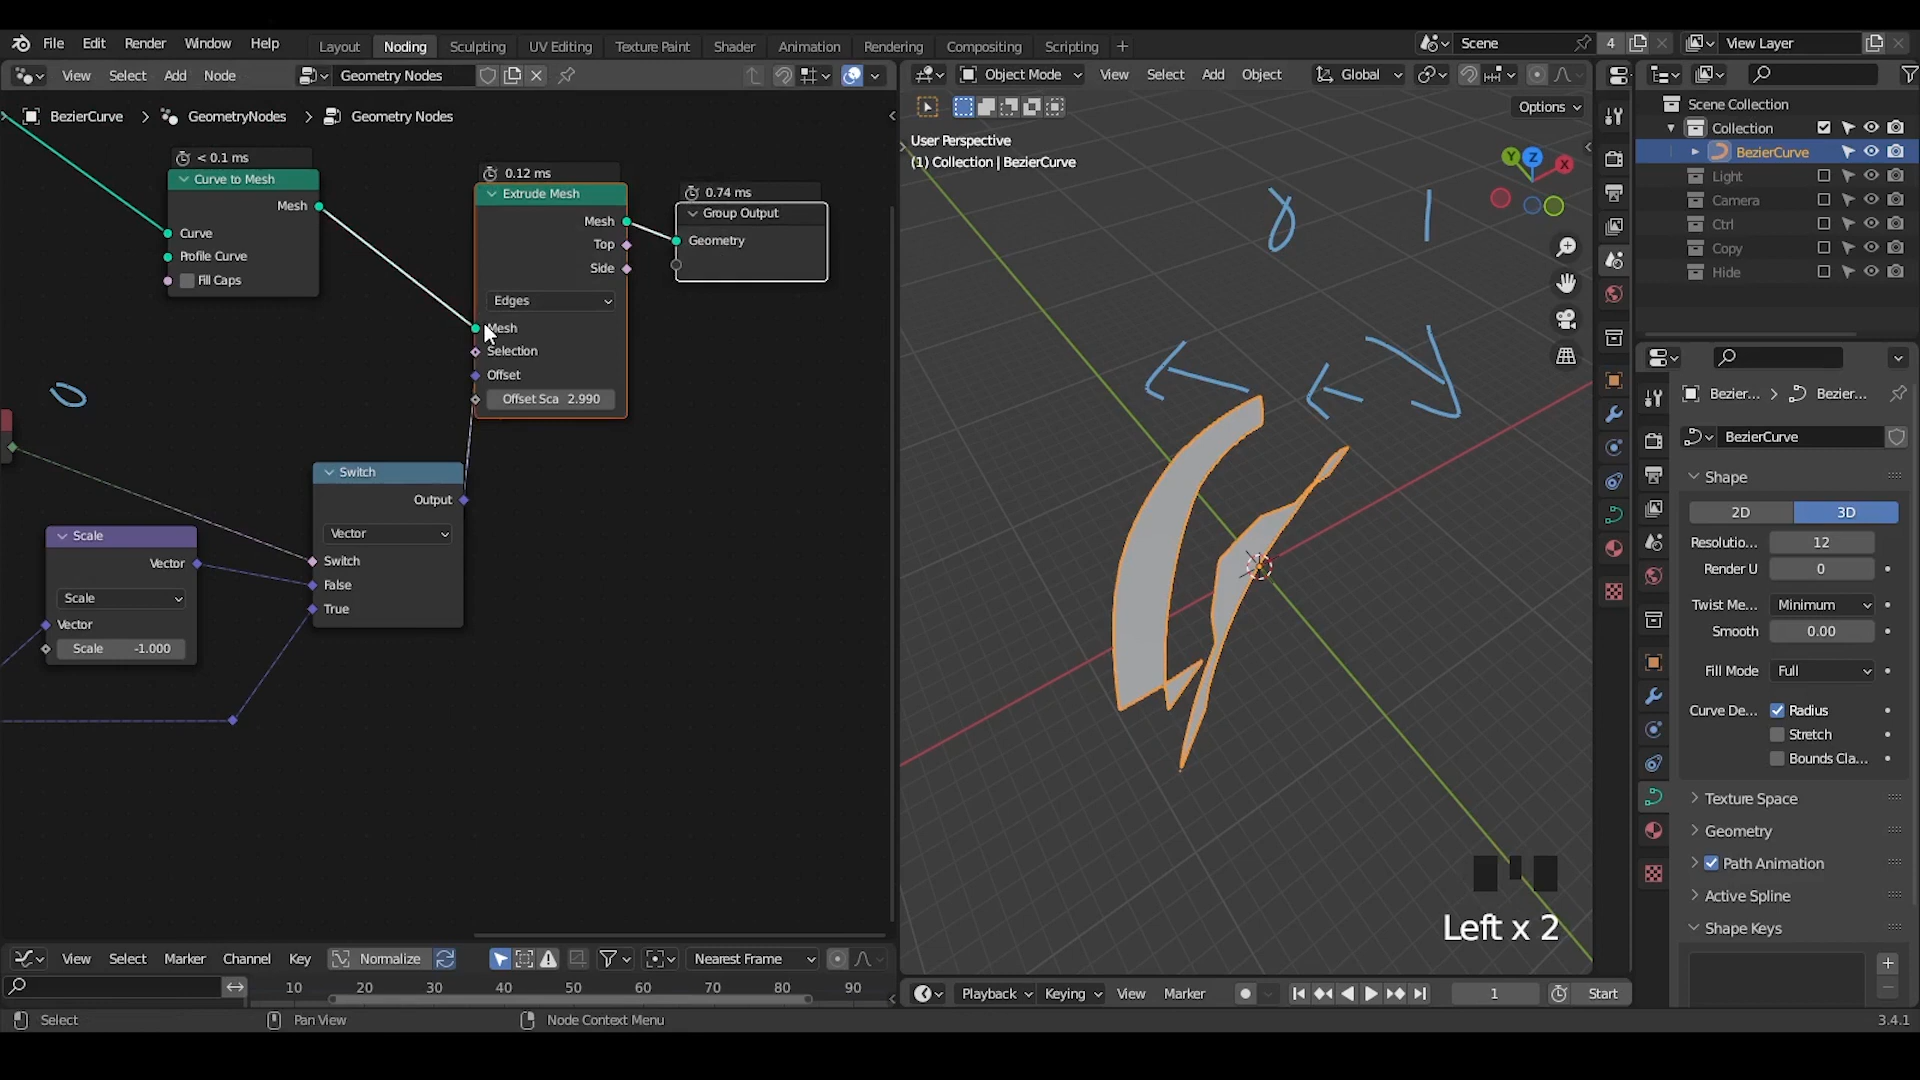 File Edit Render Window Help Layout Noding Sculpting UV Editing Texture Paint Shader Animation Rendering Compositing Scripting Scene 4 View Layer
View Select Add Node Geometry Nodes
Object Mode View Select Add Object Global
BezierCurve GeometryNodes Geometry Nodes
Options
User Perspective
(1) Collection | BezierCurve
Y Z X
Scene Collection
Collection
BezierCurve
Light
Camera
Ctrl
Copy
Hide
< 0.1 ms
Curve to Mesh
Mesh
Curve
Profile Curve
Fill Caps
0.12 ms
Extrude Mesh
Mesh
Top
Side
Edges
Mesh
Selection
Offset
Offset Sca 2.990
0.74 ms
Group Output
Geometry
Switch
Output
Vector
Switch
False
True
Scale
Vector
Scale
Vector
Scale -1.000
Left x 2
Bezier... Bezier...
BezierCurve
Shape
2D 3D
Resolutio... 12
Render U 0
Twist Me... Minimum
Smooth 0.00
Fill Mode Full
Curve De... Radius
Stretch
Bounds Cla...
Texture Space
Geometry
Path Animation
Active Spline
Shape Keys
View Select Marker Channel Key Normalize Nearest Frame
10 20 30 40 50 60 70 80 90
Playback Keying View Marker 1 Start
Select Pan View Node Context Menu 3.4.1